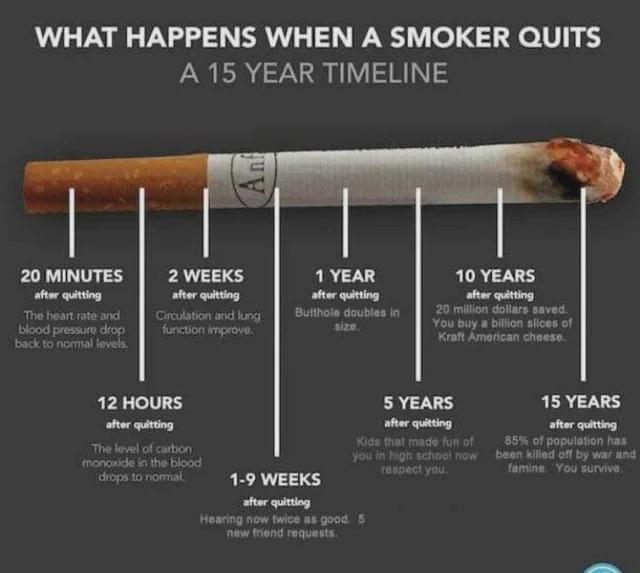 WHAT HAPPENS WHEN A SMOKER QUITS
A 15 YEAR TIMELINE
Anf
20 MINUTES
after quitting
The heart rate and
blood pressure drop
back to normal levels.
12 HOURS
after quitting
The level of carbon
monoxide in the blood
drops to normal.
2 WEEKS
after quitting
Circulation and lung
function improve.
1-9 WEEKS
after quitting
Hearing now twice as good. 5
new friend requests.
1 YEAR
after quitting
Butthole doubles in
size.
5 YEARS
after quitting
Kids that made fun of
you in high school now
respect you.
10 YEARS
after quitting
20 million dollars saved.
You buy a billion slices of
Kraft American cheese.
15 YEARS
after quitting
85% of population has
been killed off by war and
famine. You survive.